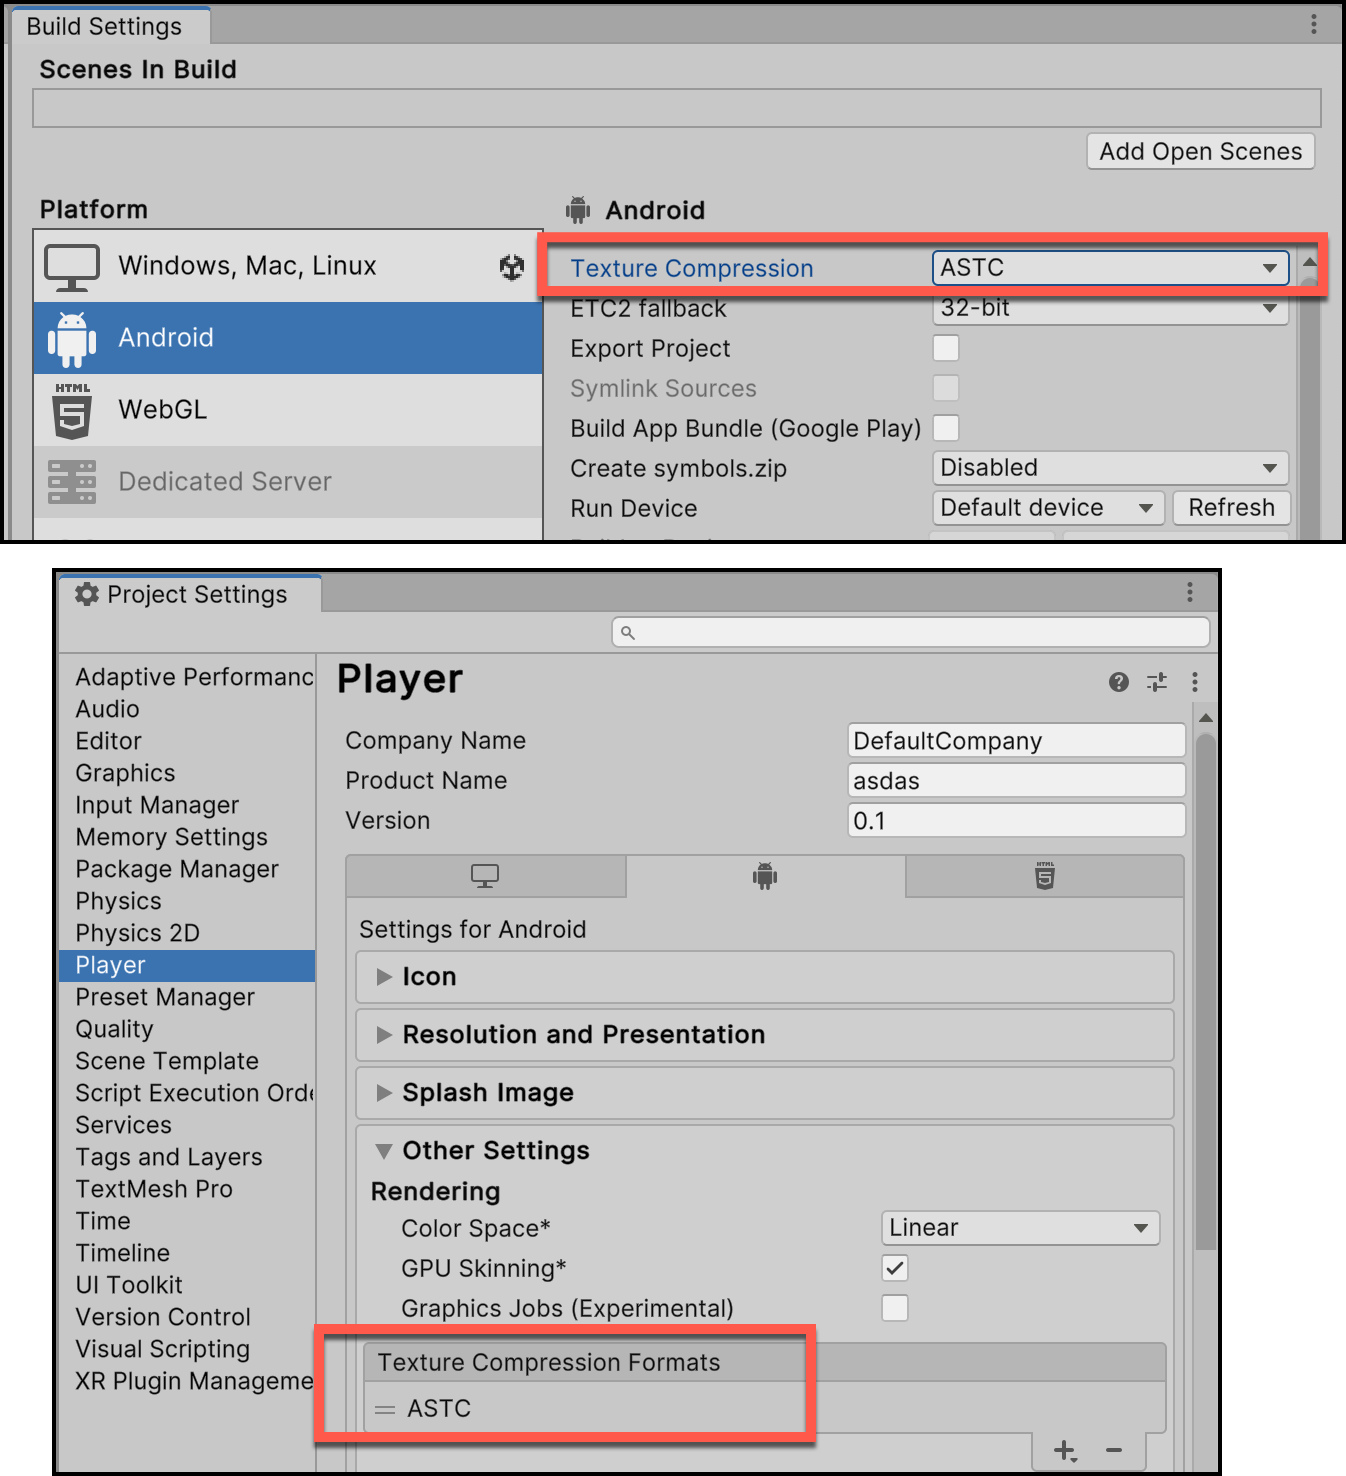 Build Settings
Scenes In Build
Add Open Scenes
Platform
Android
Windows, Mac, Linux
Texture Compression ASTC
ETC2 fallback 32-bit
Android
Export Project
Symlink Sources
HTML
WebGL
Build App Bundle (Google Play)
Create symbols.zip Disabled
Dedicated Server
Run Device Default device Refresh
Project Settings
Player
Adaptive Performanc
Audio
Editor
Graphics
Input Manager
Memory Settings
Package Manager
Physics
Physics 2D
Player
Preset Manager
Quality
Scene Template
Script Execution Orde
Services
Tags and Layers
TextMesh Pro
Time
Timeline
UI Toolkit
Version Control
Visual Scripting
XR Plugin Manageme
Company Name DefaultCompany
Product Name asdas
Version 0.1
HTML
Settings for Android
Icon
Resolution and Presentation
Splash Image
Other Settings
Rendering
Color Space* Linear
GPU Skinning*
Graphics Jobs (Experimental)
Texture Compression Formats
ASTC